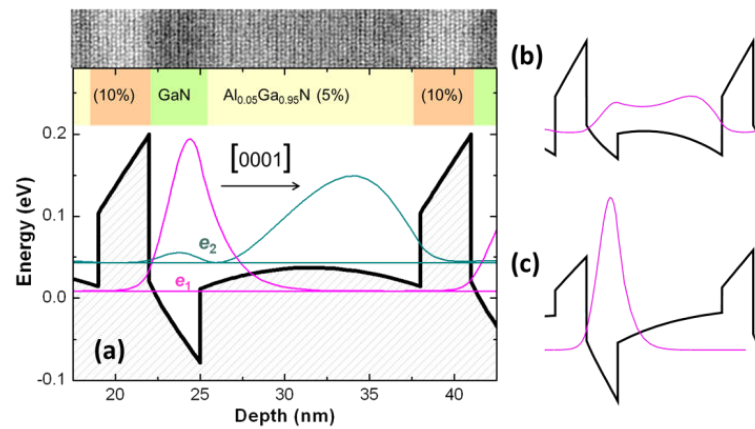 (10%) GaN Al₀.₀₅Ga₀.₉₅N (5%) (10%)
(b)
0.2
[0001]
Energy (eV)
0.1
e₂
e₁
0.0
(c)
(a)
-0.1
20 25 30 35 40
Depth (nm)